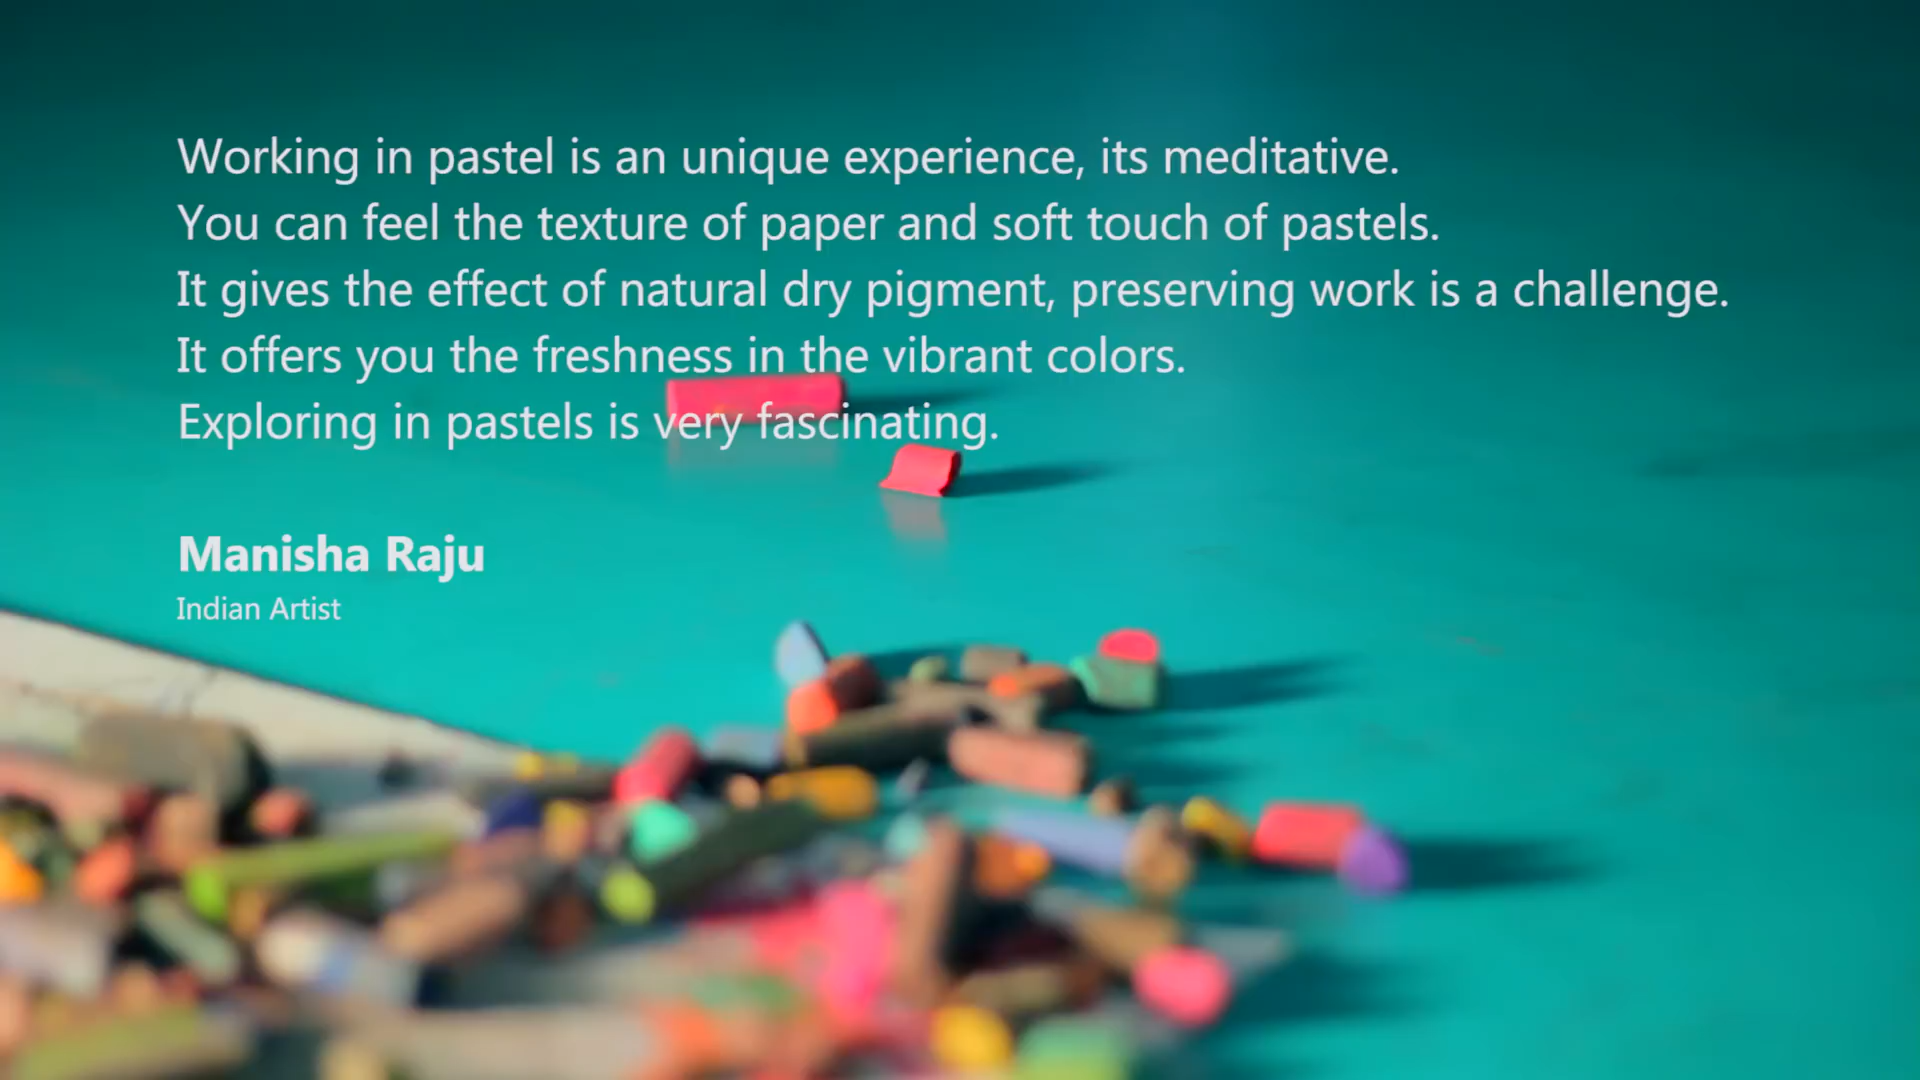 Working in pastel is an unique experience, its meditative.
You can feel the texture of paper and soft touch of pastels.
It gives the effect of natural dry pigment, preserving work is a challenge.
It offers you the freshness in the vibrant colors.
Exploring in pastels is very fascinating.
Manisha Raju
Indian Artist